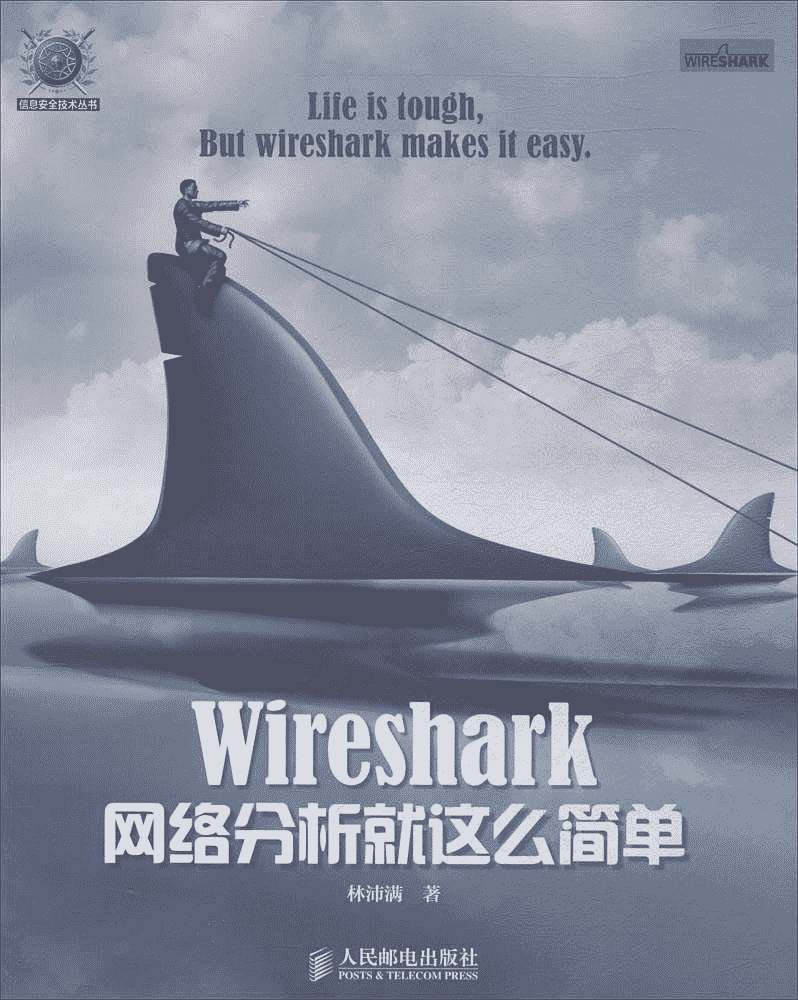 信息安全技术丛书
WIRESHARK
Life is tough,
But wireshark makes it easy.
Wireshark
网络分析就这么简单
林沛满 著
人民邮电出版社
POSTS & TELECOM PRESS